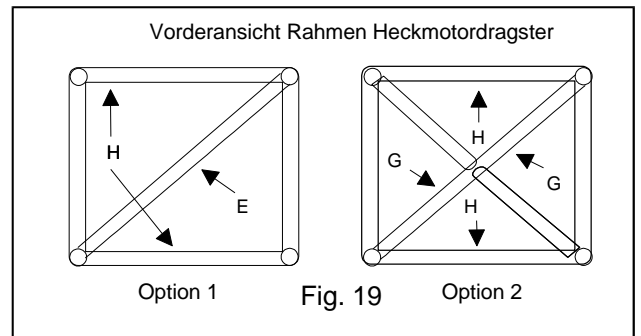 Vorderansicht Rahmen Heckmotordragster
H
E
H
G
G
H
Option 1
Fig. 19
Option 2